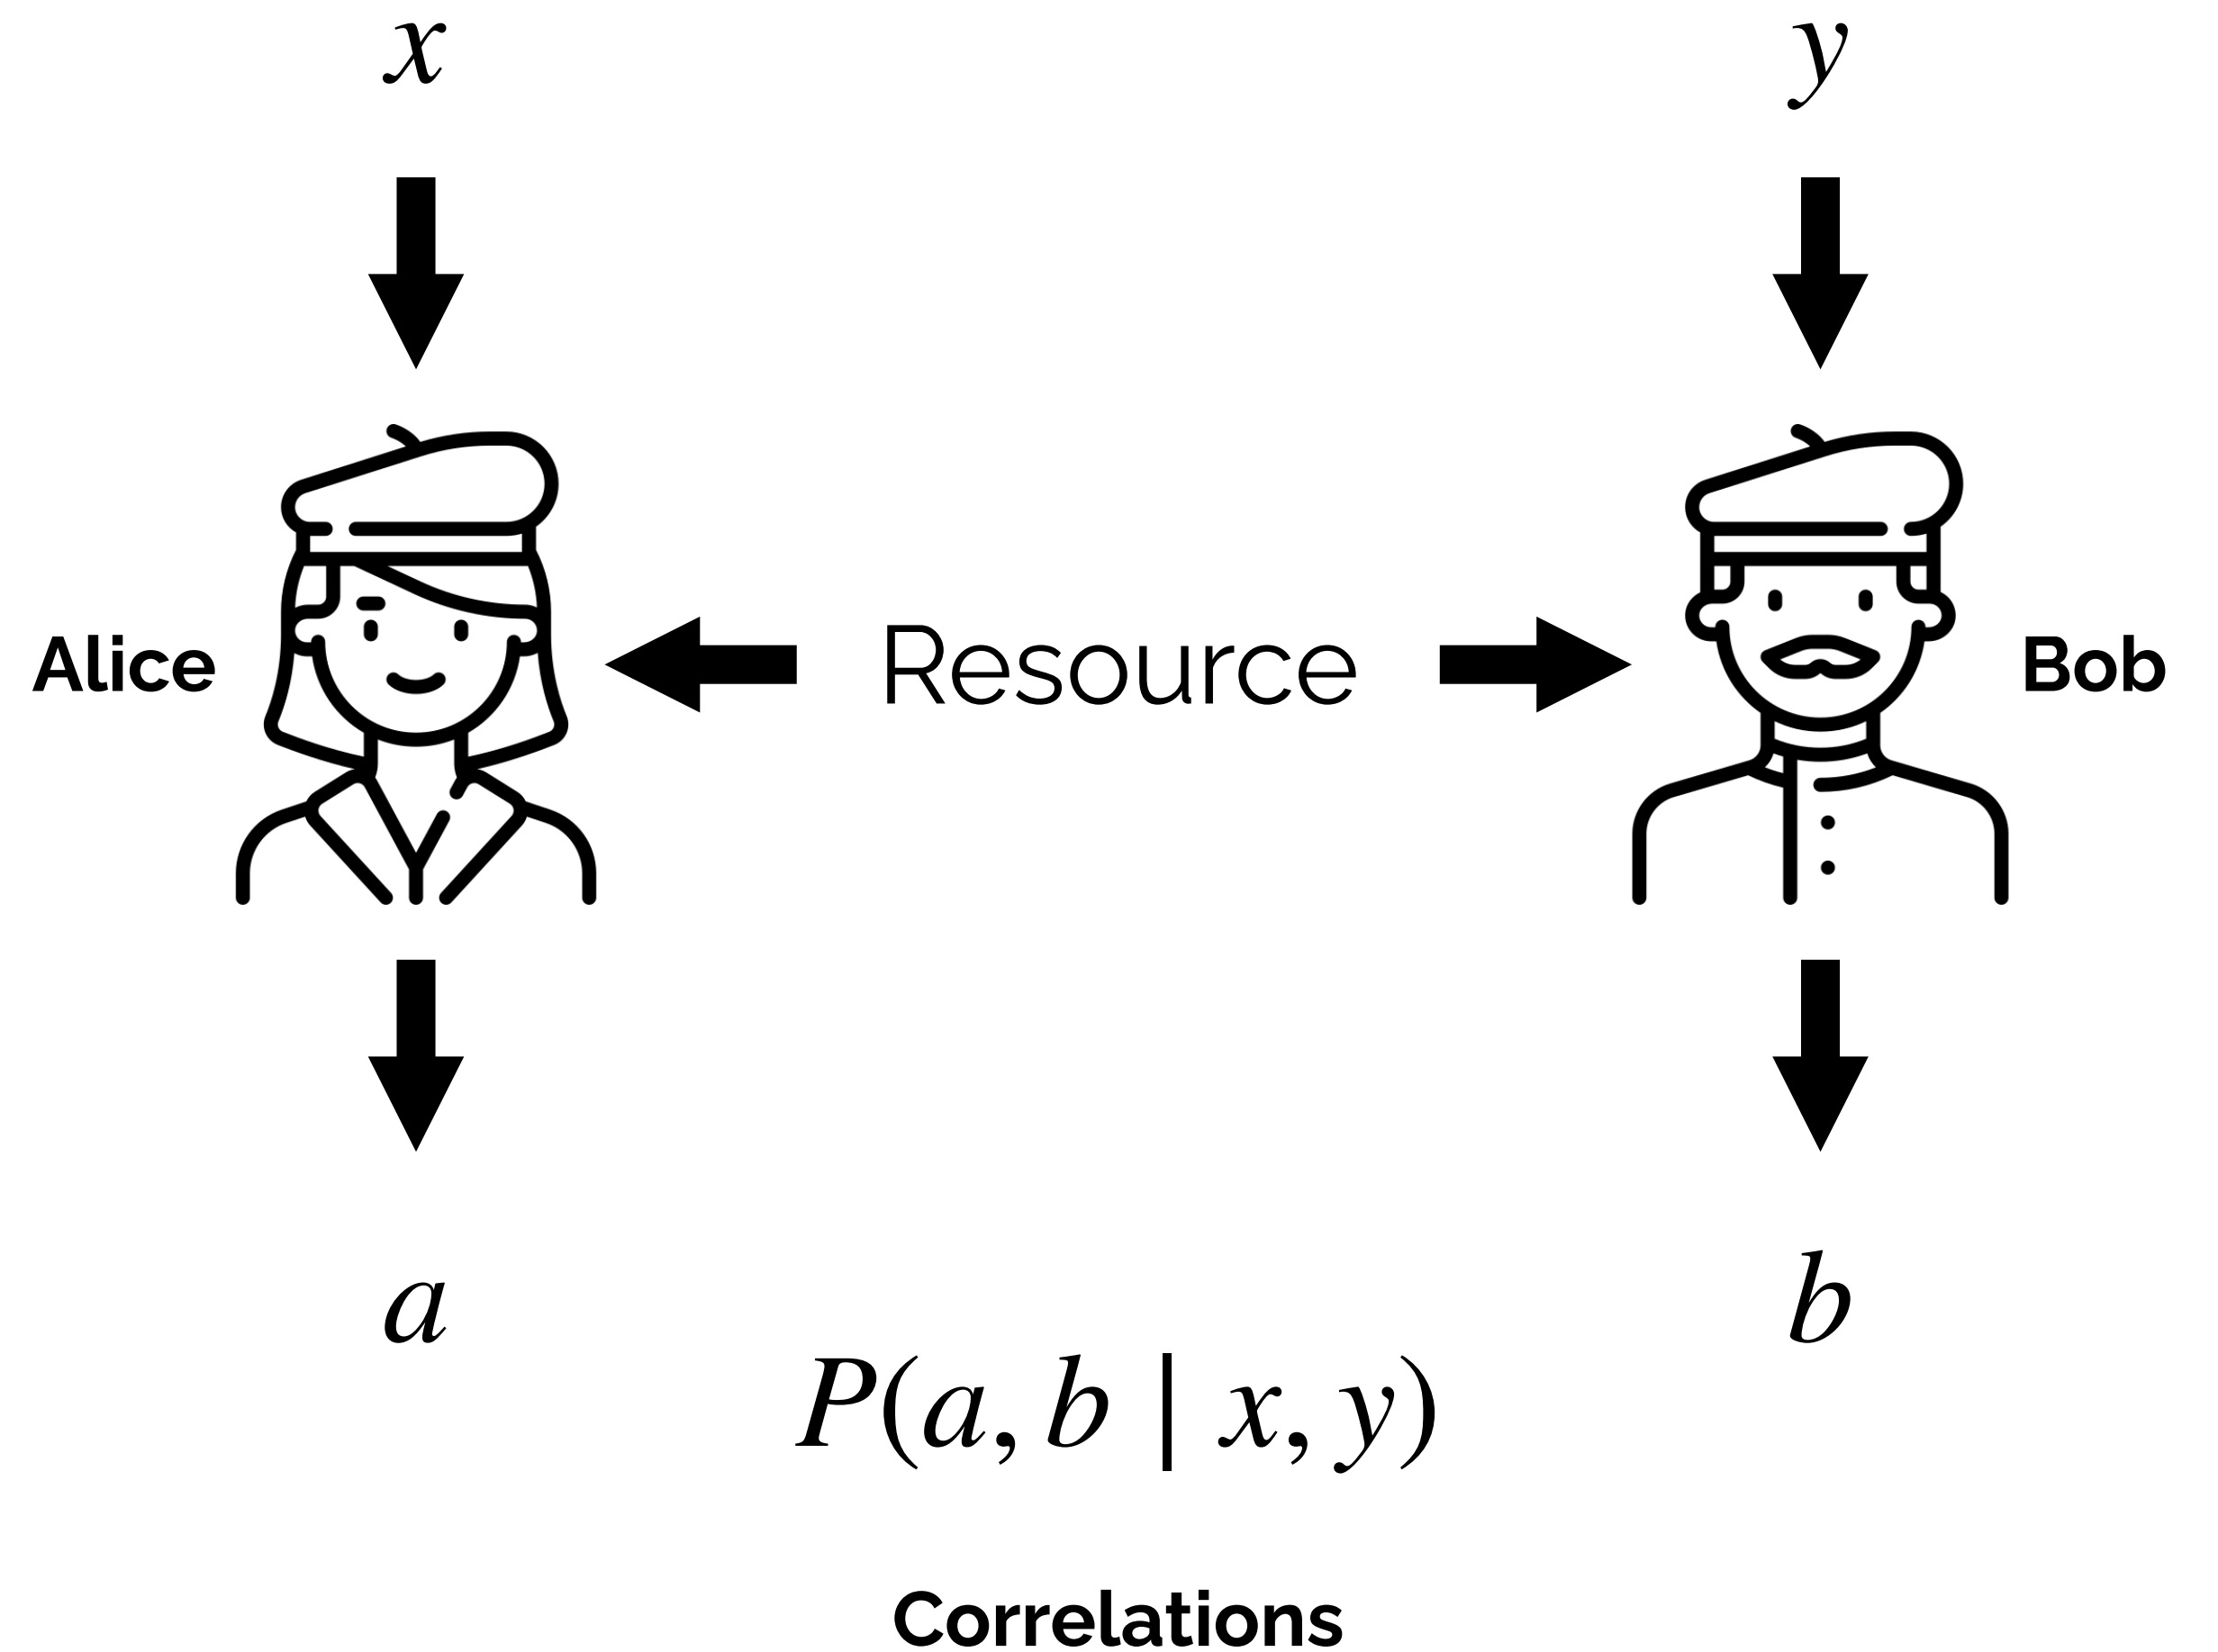 x y
Alice Resource Bob
a b
P(a, b | x, y)
Correlations